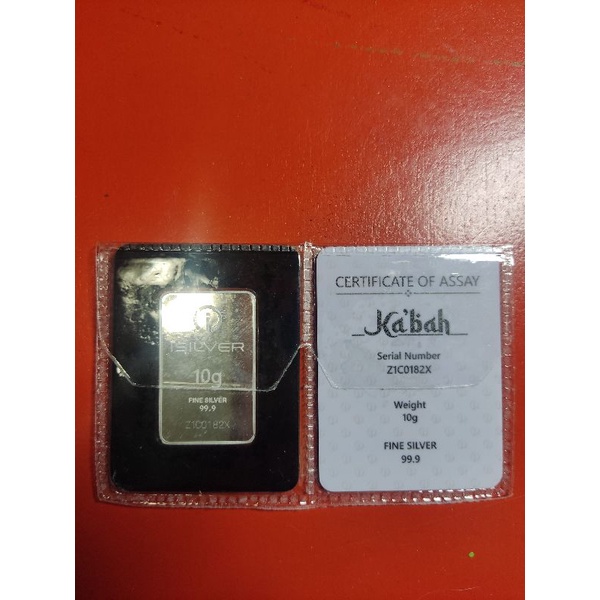 iSILVER
10g
FINE SILVER
99.9
Z1C0182X
CERTIFICATE OF ASSAY
Ka'bah
Serial Number
Z1C0182X
Weight
10g
FINE SILVER
99.9